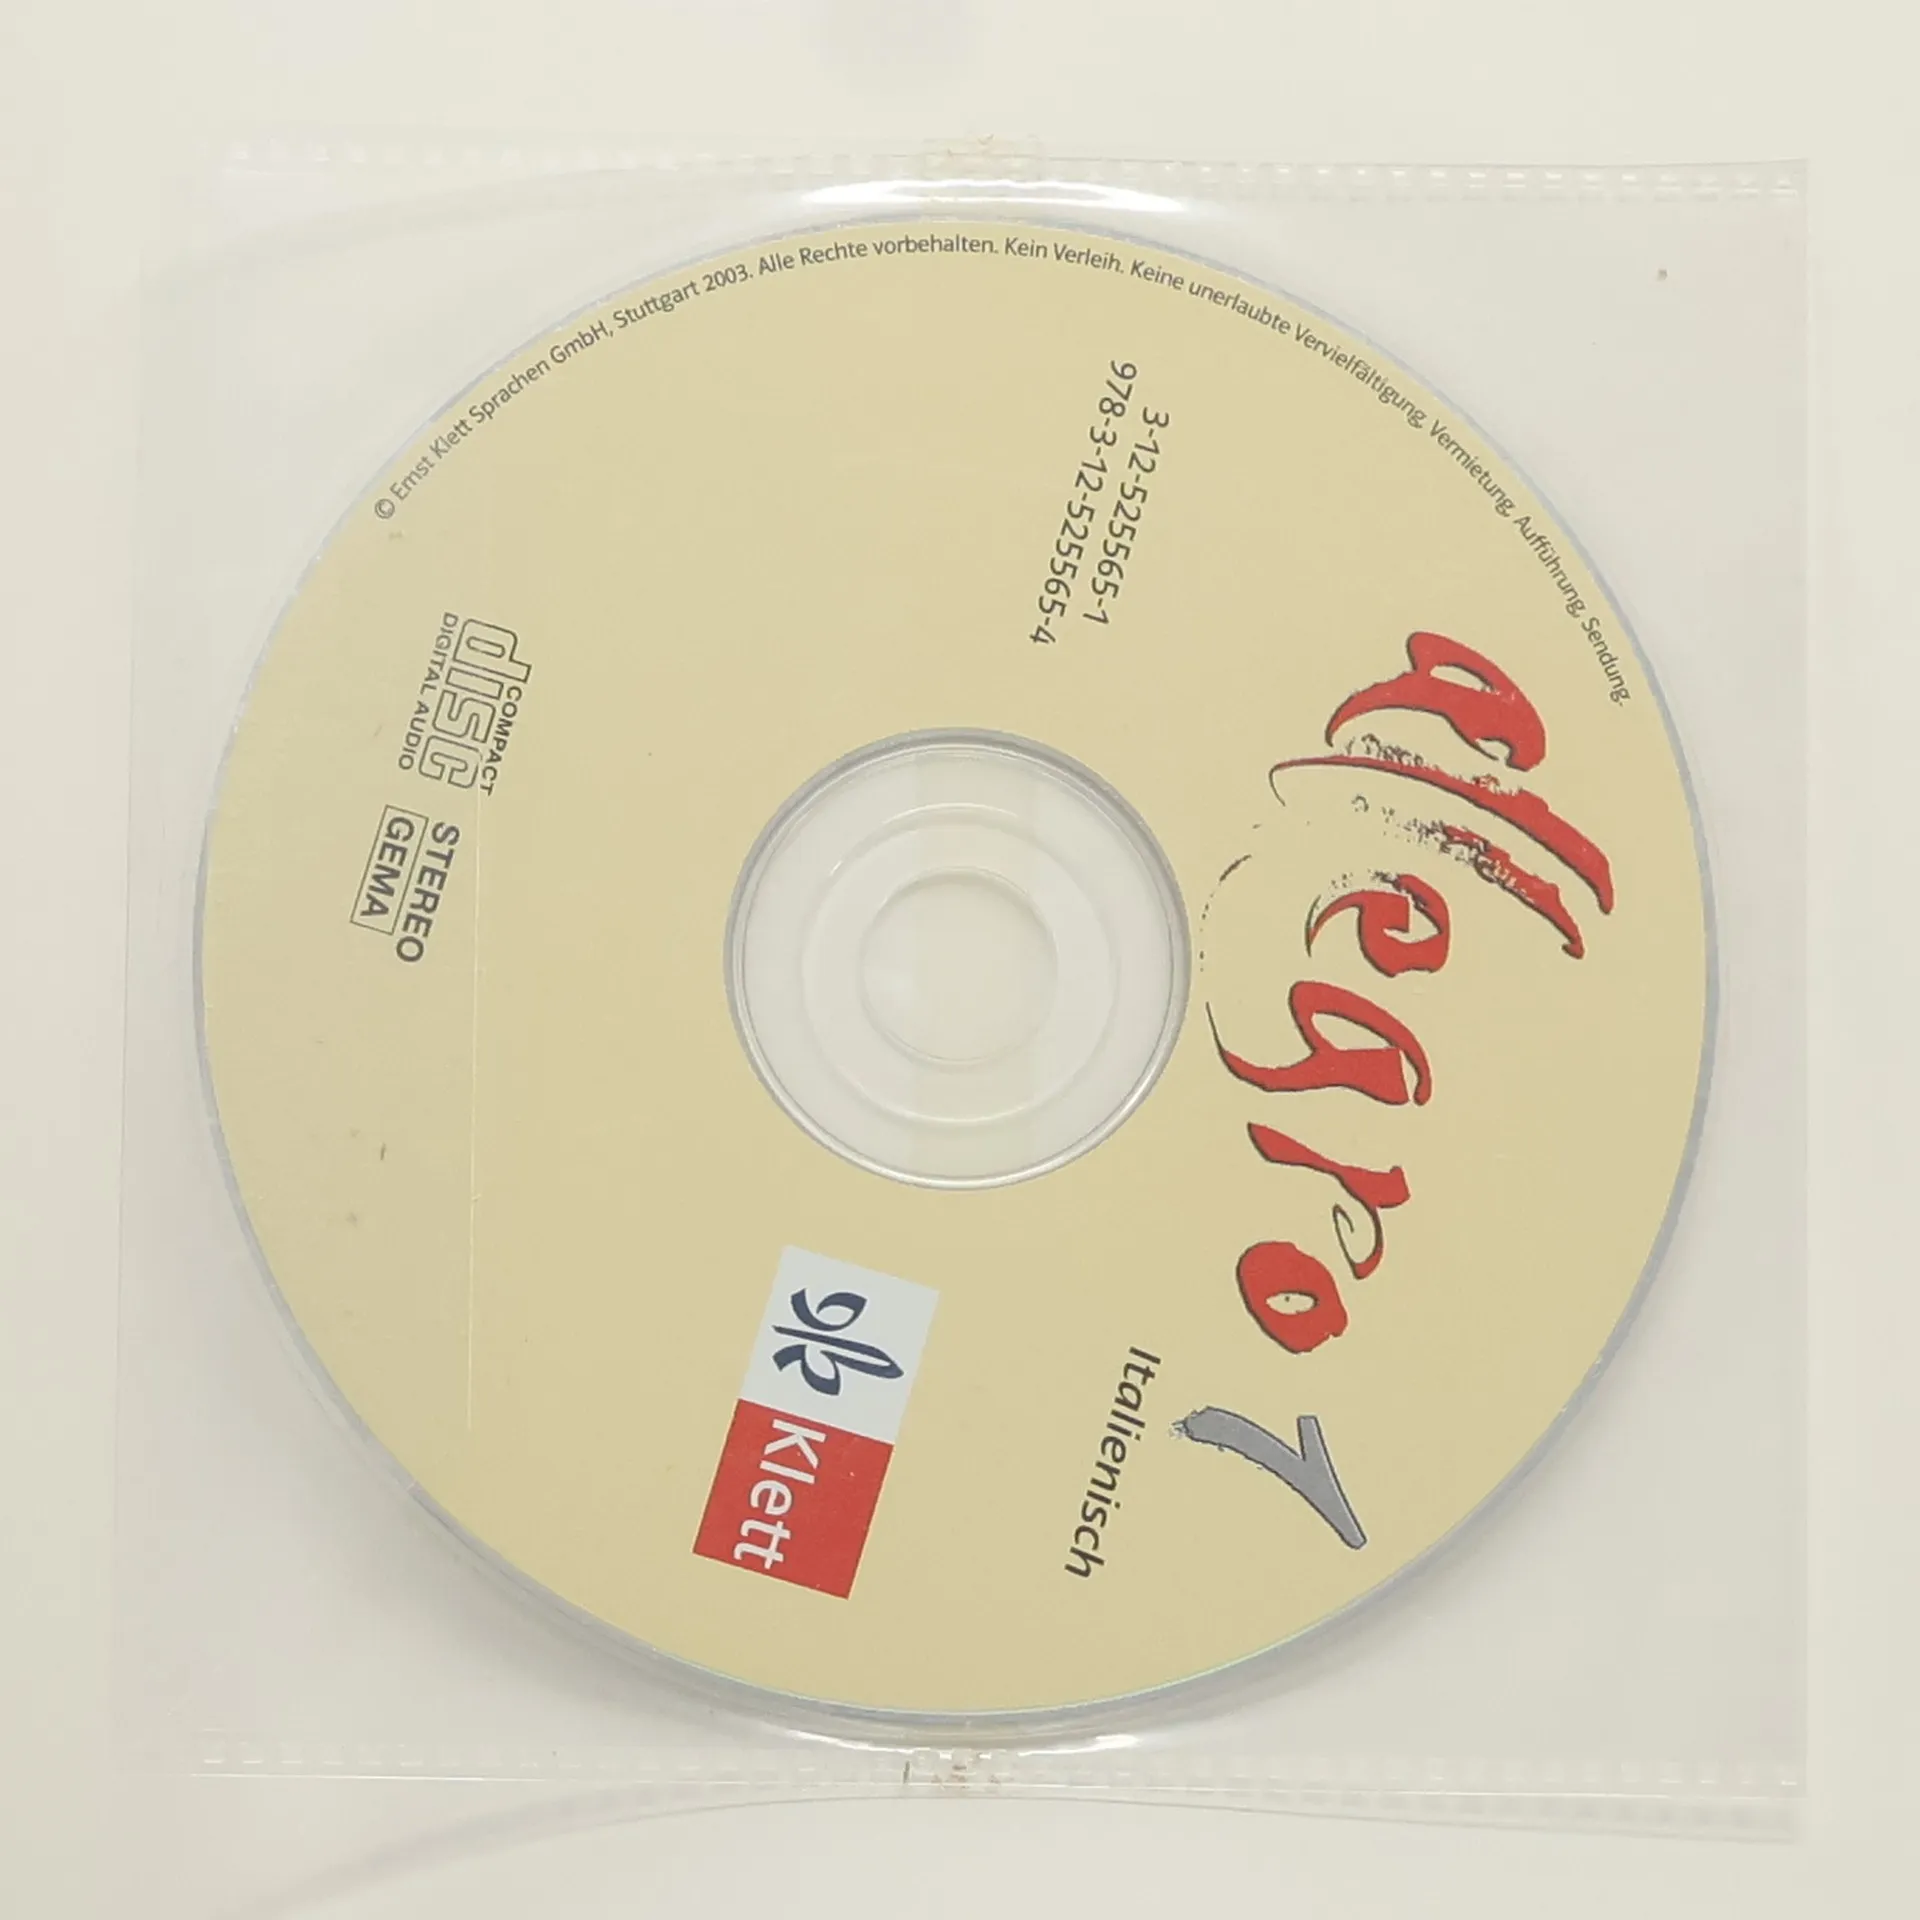 © Ernst Klett Sprachen GmbH, Stuttgart 2003. Alle Rechte vorbehalten. Kein Verleih. Keine unerlaubte Vervielfältigung, Vermietung, Aufführung, Sendung.
allegro 1
Italienisch
3-12-525565-1
978-3-12-525565-4
Klett
COMPACT
disc
DIGITAL AUDIO
STEREO
GEMA